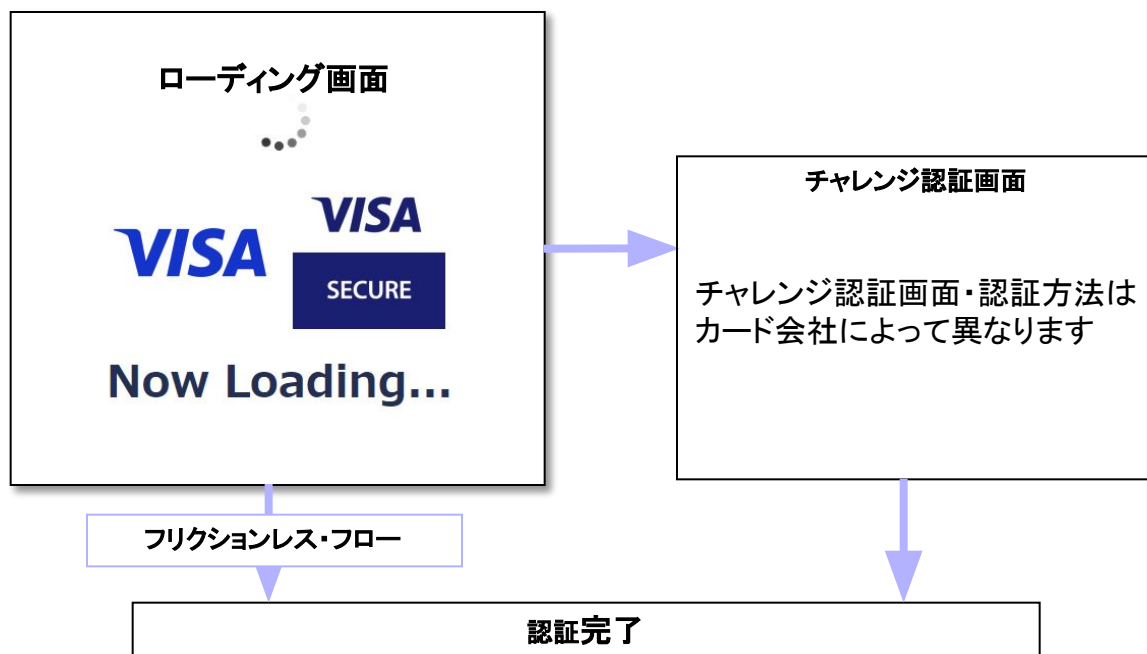 ローディング画面
VISA
VISA
SECURE
Now Loading...
チャレンジ認証画面
チャレンジ認証画面・認証方法は
カード会社によって異なります
フリクションレス・フロー
認証完了